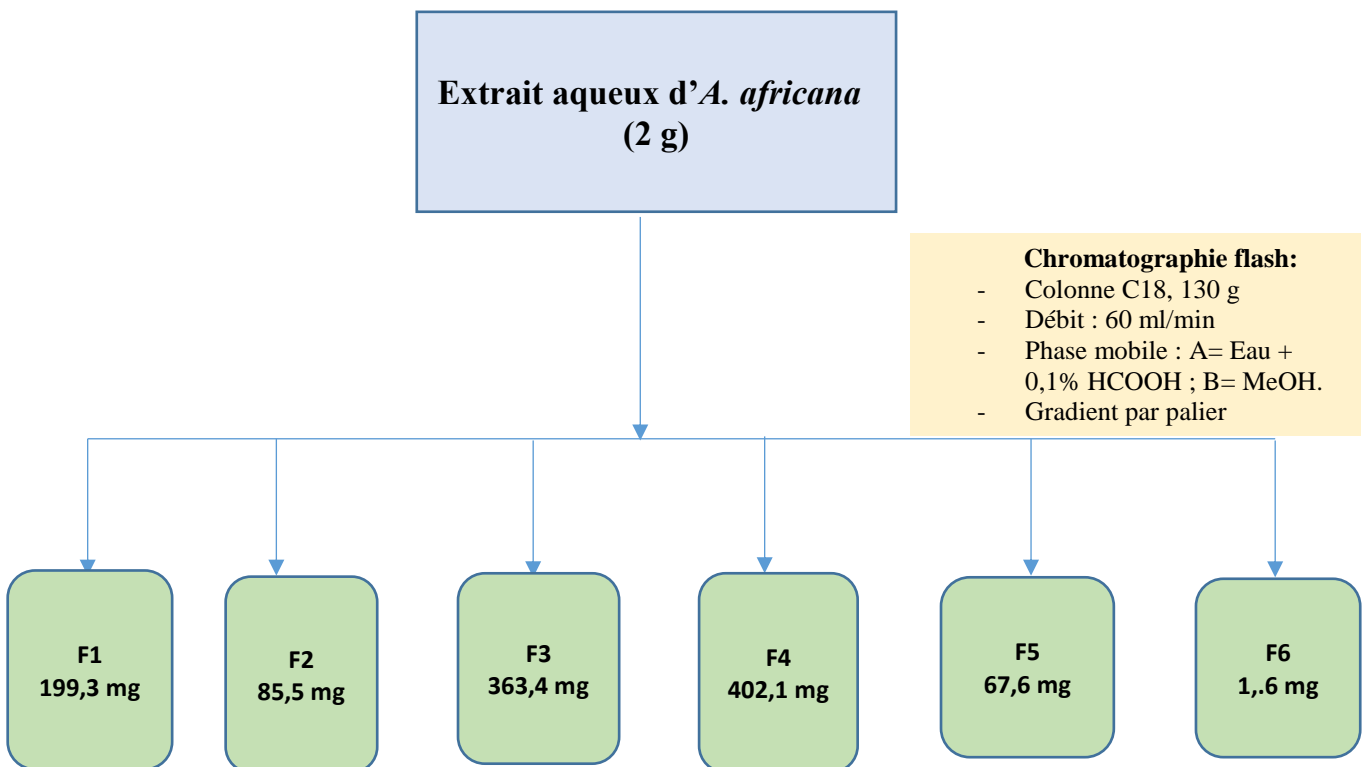 Extrait aqueux d’A. africana
(2 g)
Chromatographie flash:
- Colonne C18, 130 g
- Débit : 60 ml/min
- Phase mobile : A= Eau +
0,1% HCOOH ; B= MeOH.
- Gradient par palier
F1
199,3 mg
F2
85,5 mg
F3
363,4 mg
F4
402,1 mg
F5
67,6 mg
F6
1,.6 mg